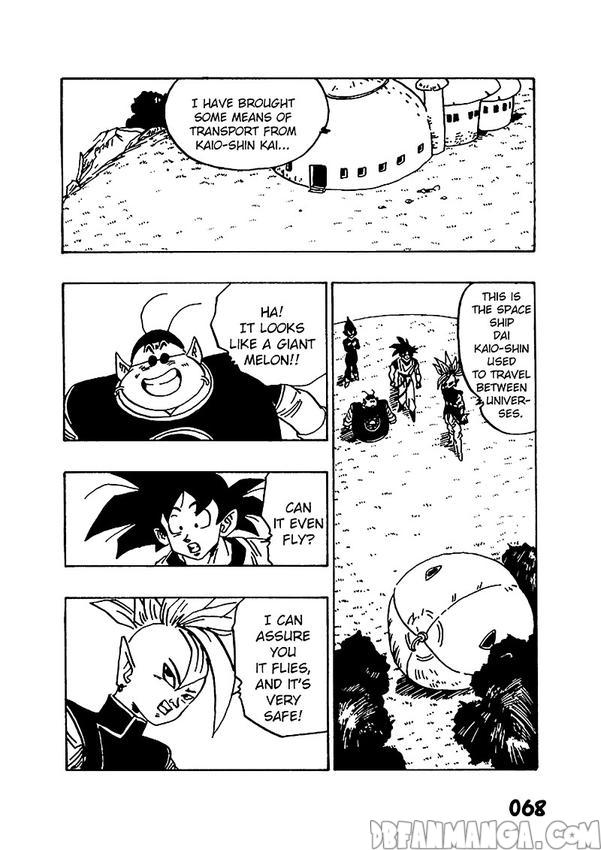 I HAVE BROUGHT
SOME MEANS OF
TRANSPORT FROM
KAIO-SHIN KAI...
THIS IS
THE SPACE
SHIP
DAI
KAIO-SHIN
USED
TO TRAVEL
BETWEEN
UNIVER-
SES.
HA!
IT LOOKS
LIKE A GIANT
MELON!!
CAN
IT EVEN
FLY?
I CAN
ASSURE
YOU
IT FLIES,
AND IT'S
VERY
SAFE!
068
DBFANMANGA.COM